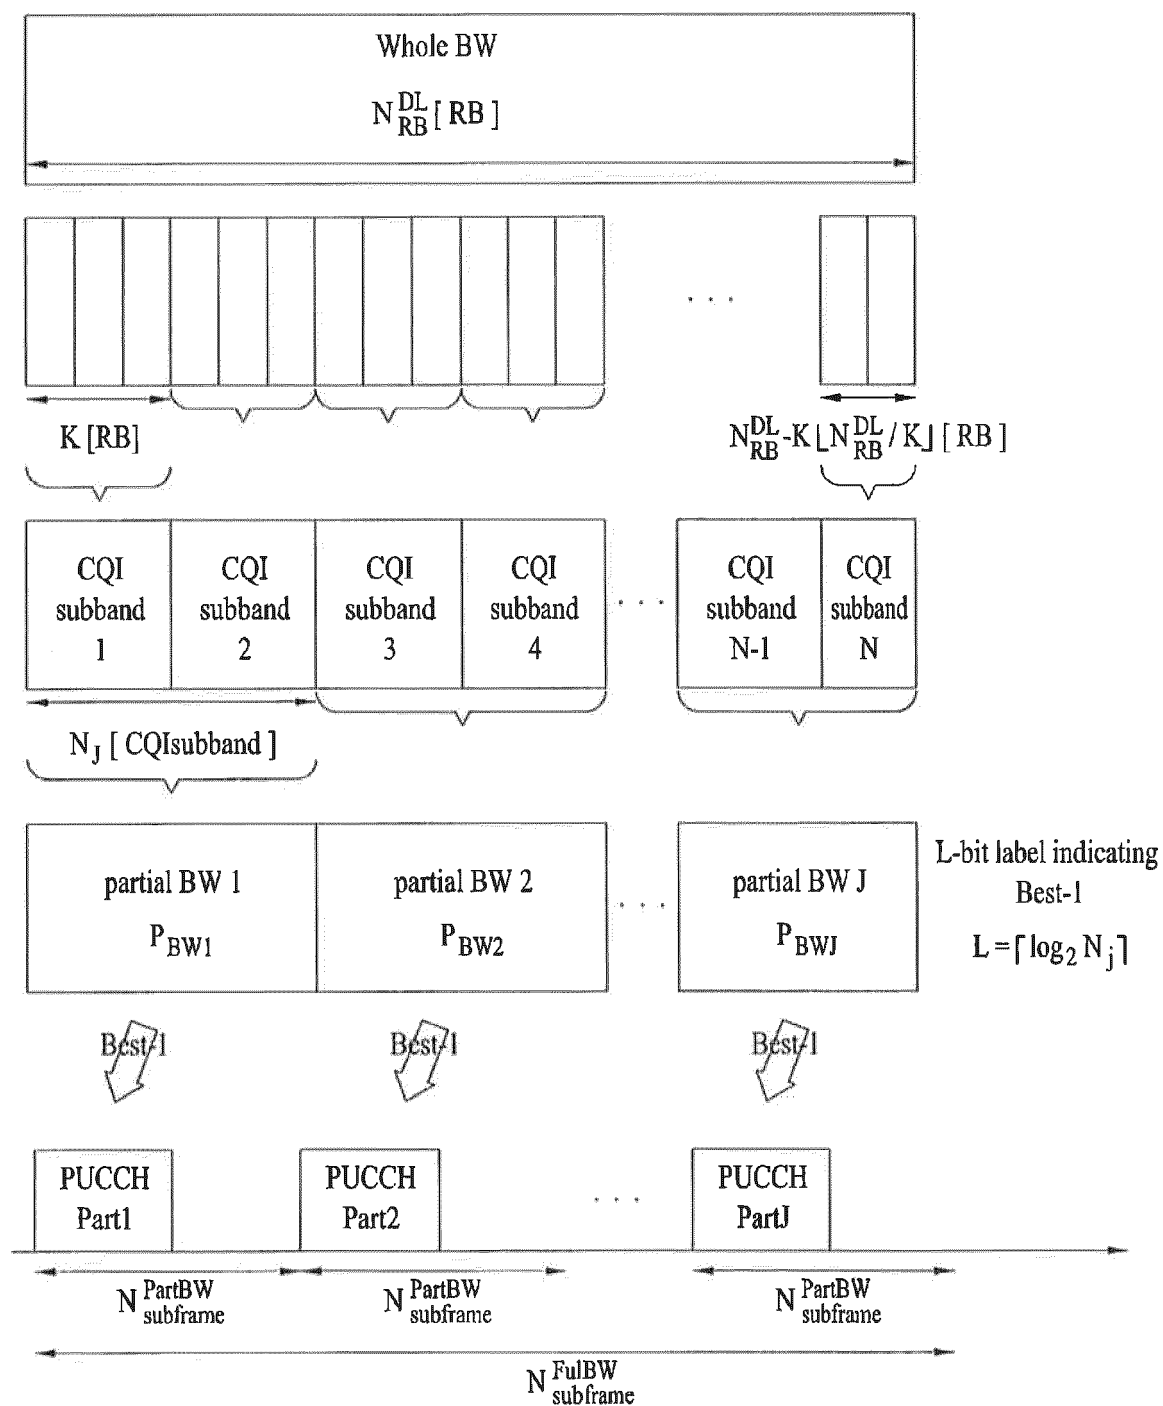 Whole BW
N_RB^DL [ RB ]
. . .
K [RB]
N_RB^DL-K⌊N_RB^DL / K⌋ [ RB ]
CQI subband 1
CQI subband 2
CQI subband 3
CQI subband 4
. . .
CQI subband N-1
CQI subband N
N_J [ CQIsubband ]
partial BW 1
P_BW1
partial BW 2
P_BW2
. . .
partial BW J
P_BWJ
L-bit label indicating
Best-1
L = ⌈log_2 N_j⌉
Best-1
Best-1
Best-1
PUCCH
Part1
PUCCH
Part2
. . .
PUCCH
PartJ
N_subframe^PartBW
N_subframe^PartBW
N_subframe^PartBW
N_subframe^FulBW